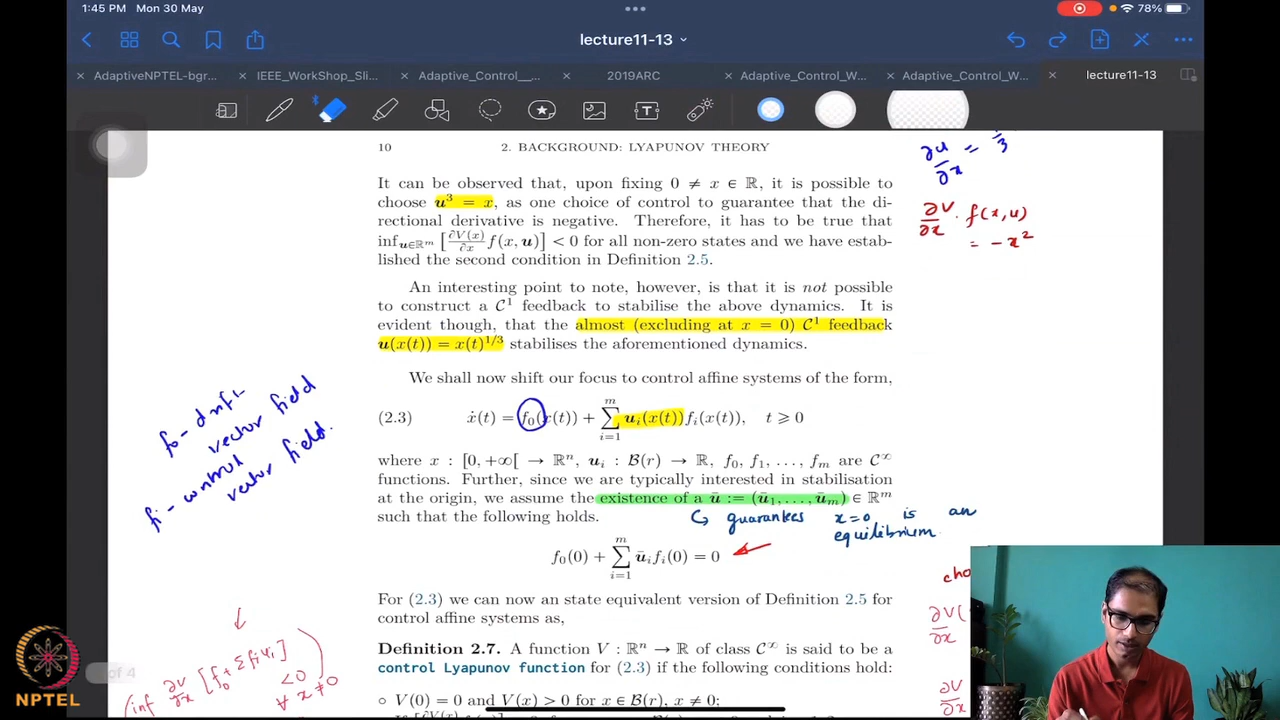 1:45 PM Mon 30 May
78%
lecture11-13
AdaptiveNPTEL-bgr...
IEEE_WorkShop_Sli...
Adaptive_Control__...
2019ARC
Adaptive_Control_W...
Adaptive_Control_W...
lecture11-13
10 2. BACKGROUND: LYAPUNOV THEORY
It can be observed that, upon fixing 0 ≠ x ∈ ℝ, it is possible to
choose u³ = x, as one choice of control to guarantee that the di-
rectional derivative is negative. Therefore, it has to be true that
inf_{u∈ℝ^m} [∂V(x)/∂x f(x, u)] < 0 for all non-zero states and we have estab-
lished the second condition in Definition 2.5.
An interesting point to note, however, is that it is not possible
to construct a C¹ feedback to stabilise the above dynamics. It is
evident though, that the almost (excluding at x = 0) C¹ feedback
u(x(t)) = x(t)^{1/3} stabilises the aforementioned dynamics.
We shall now shift our focus to control affine systems of the form,
(2.3) ẋ(t) = f₀(x(t)) + ∑_{i=1}^{m} u_i(x(t))f_i(x(t)), t ⩾ 0
where x : [0, +∞[ → ℝⁿ, u_i : B(r) → ℝ, f₀, f₁, ..., f_m are C^∞
functions. Further, since we are typically interested in stabilisation
at the origin, we assume the existence of a ū := (ū₁, ..., ū_m) ∈ ℝ^m
such that the following holds.
guarantees x=0 is an
equilibrium
f₀(0) + ∑_{i=1}^{m} ū_i f_i(0) = 0
For (2.3) we can now an state equivalent version of Definition 2.5 for
control affine systems as,
Definition 2.7. A function V : ℝⁿ → ℝ of class C^∞ is said to be a
control Lyapunov function for (2.3) if the following conditions hold:
○ V(0) = 0 and V(x) > 0 for x ∈ B(r), x ≠ 0;
∂u/∂x =
∂V/∂x · f(x,u)
= -x²
f₀ - drift
vector field
f_i - control
vector field.
inf ∂V/∂x [f₀ + Σf_i u_i]
<0
∀ x≠0
∂V
∂x
∂V
∂x
of 4
NPTEL